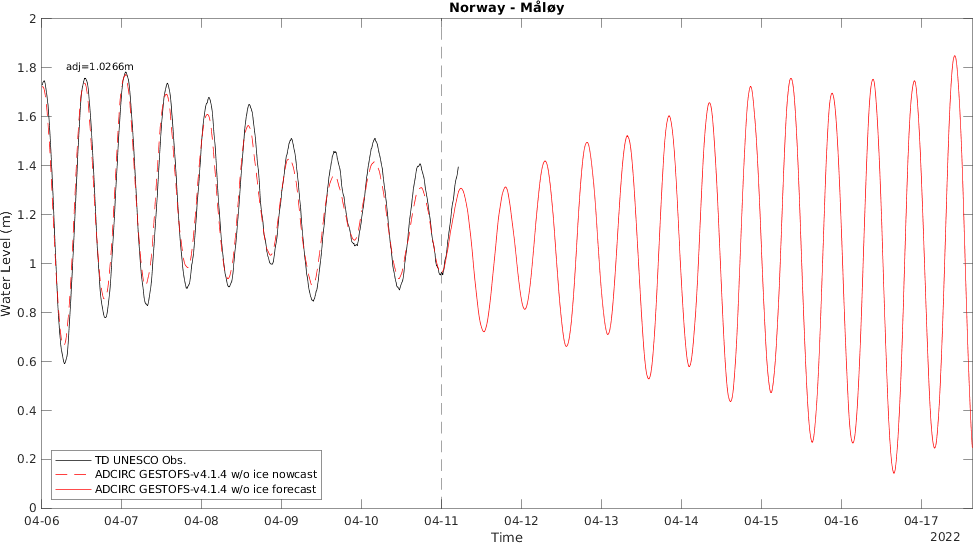 Norway - Måløy
2
1.8
1.6
1.4
1.2
1
0.8
0.6
0.4
0.2
0
Water Level (m)
adj=1.0266m
TD UNESCO Obs.
ADCIRC GESTOFS-v4.1.4 w/o ice nowcast
ADCIRC GESTOFS-v4.1.4 w/o ice forecast
04-06 04-07 04-08 04-09 04-10 04-11 04-12 04-13 04-14 04-15 04-16 04-17
Time
2022